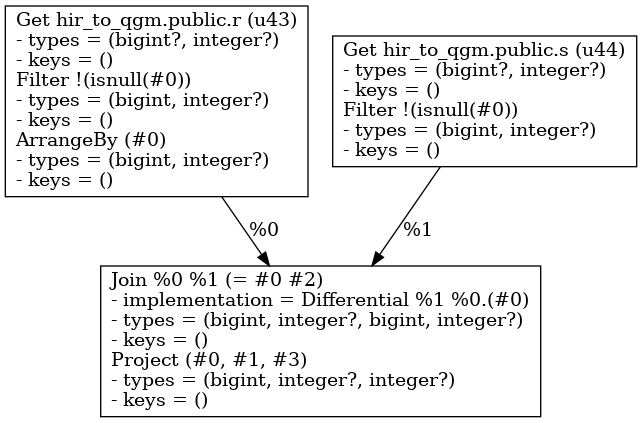 Get hir_to_qgm.public.r (u43)
- types = (bigint?, integer?)
- keys = ()
Filter !(isnull(#0))
- types = (bigint, integer?)
- keys = ()
ArrangeBy (#0)
- types = (bigint, integer?)
- keys = ()
Get hir_to_qgm.public.s (u44)
- types = (bigint?, integer?)
- keys = ()
Filter !(isnull(#0))
- types = (bigint, integer?)
- keys = ()
%0
%1
Join %0 %1 (= #0 #2)
- implementation = Differential %1 %0.(#0)
- types = (bigint, integer?, bigint, integer?)
- keys = ()
Project (#0, #1, #3)
- types = (bigint, integer?, integer?)
- keys = ()